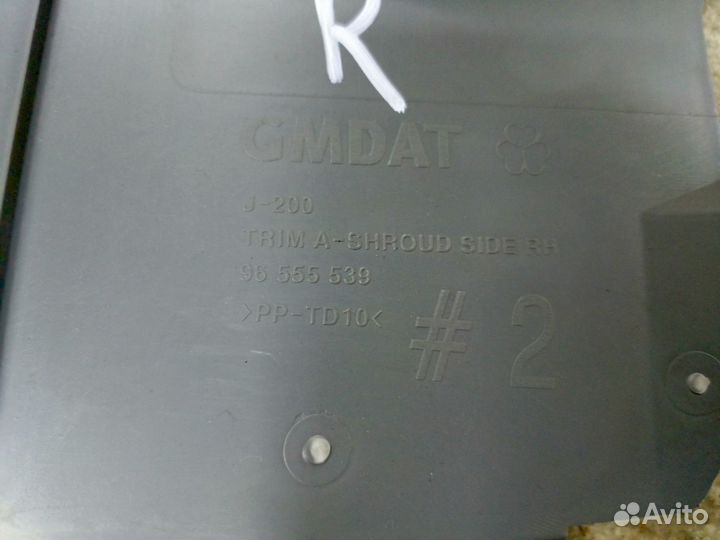 R
GMDAT
J-200
TRIM A-SHROUD SIDE RH
96 555 539
>PP-TD10<
# 2
Avito